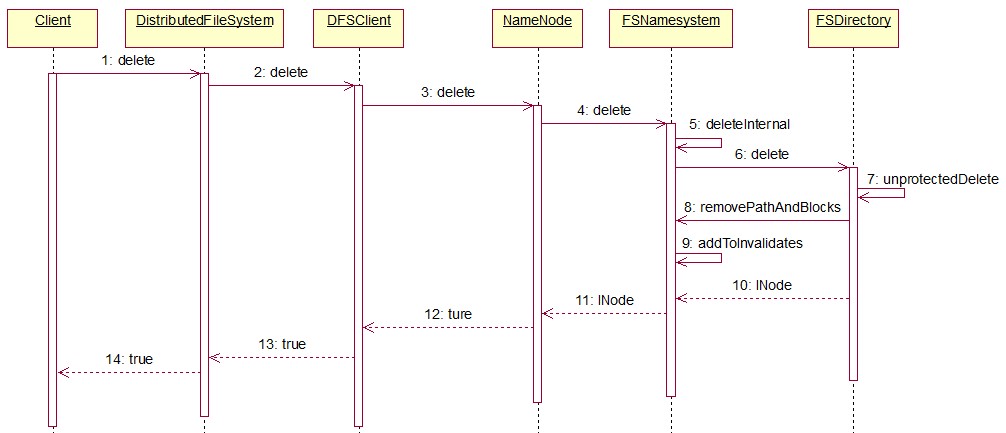 Client
DistributedFileSystem
DFSClient
NameNode
FSNamesystem
FSDirectory
1: delete
2: delete
3: delete
4: delete
5: deleteInternal
6: delete
7: unprotectedDelete
8: removePathAndBlocks
9: addToInvalidates
10: INode
11: INode
12: ture
13: true
14: true